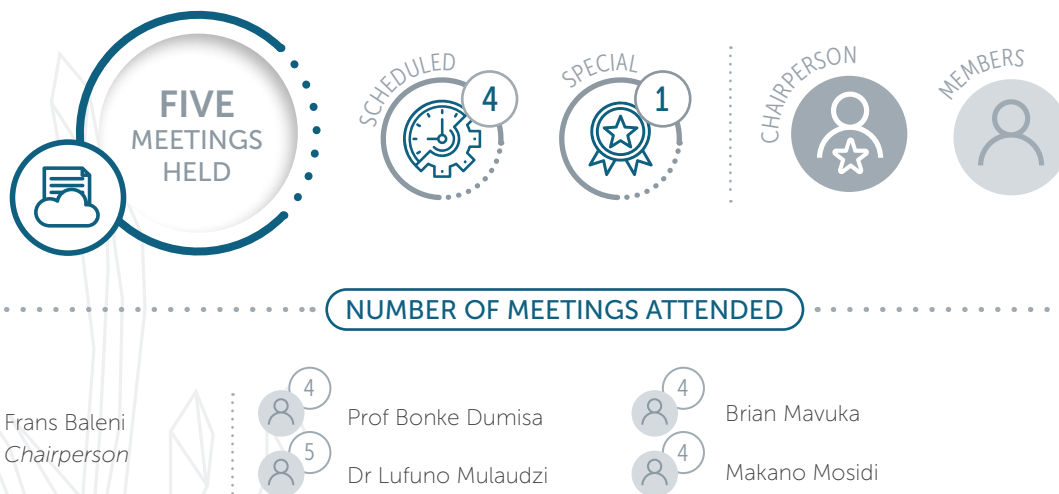 FIVE
MEETINGS
HELD
SCHEDULED
4
SPECIAL
1
CHAIRPERSON
MEMBERS
NUMBER OF MEETINGS ATTENDED
Frans Baleni
Chairperson
4
Prof Bonke Dumisa
5
Dr Lufuno Mulaudzi
4
Brian Mavuka
4
Makano Mosidi